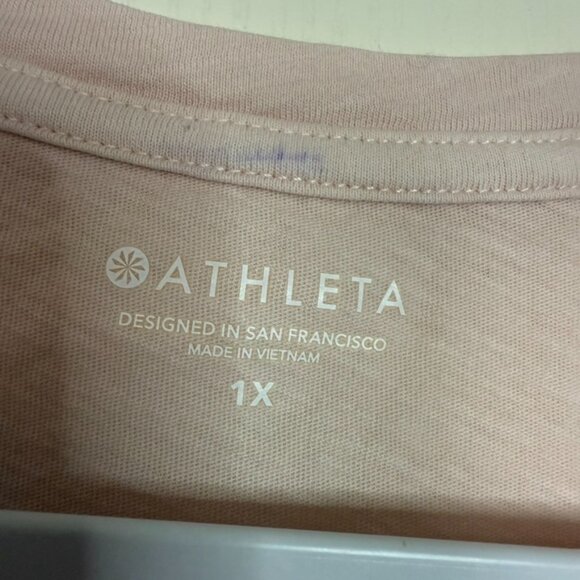 ATHLETA
DESIGNED IN SAN FRANCISCO
MADE IN VIETNAM
1X